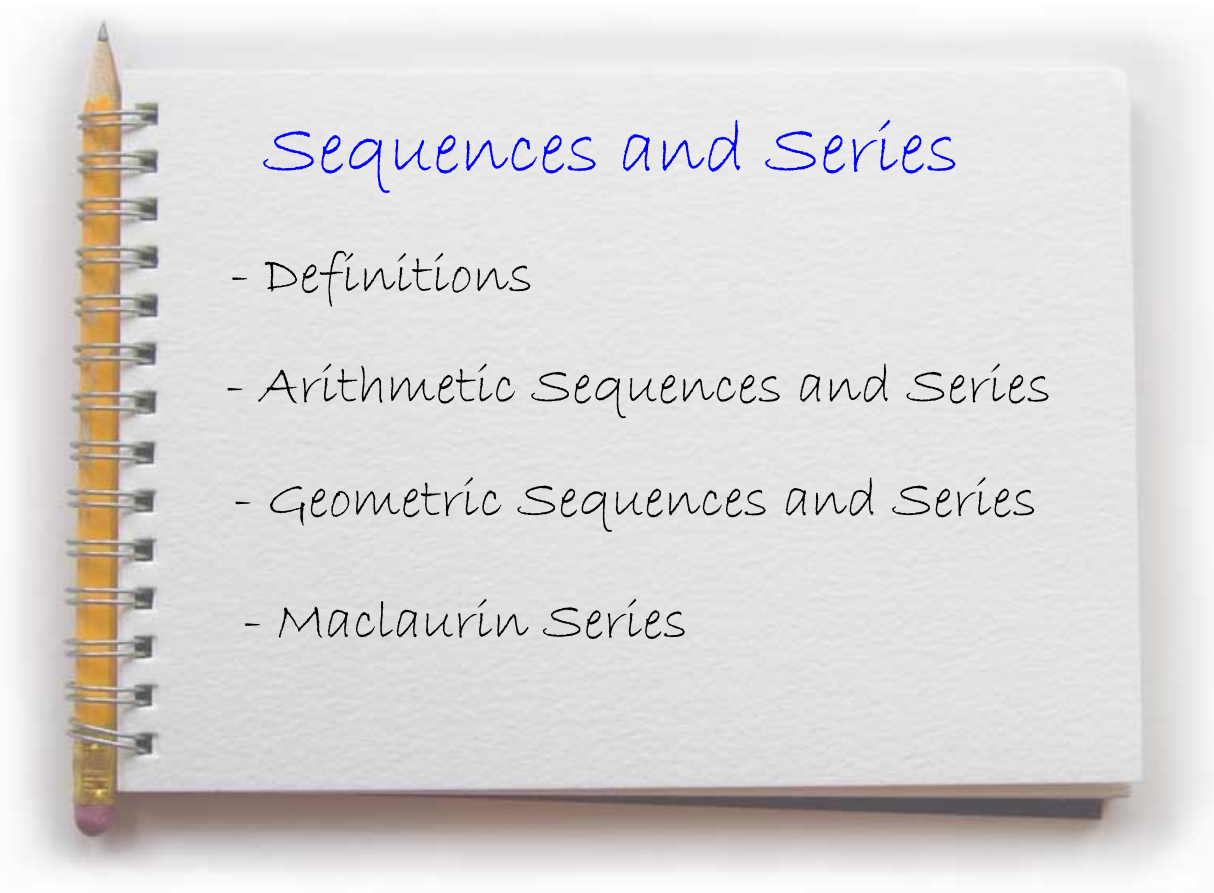 Sequences and Series
- Definitions
- Arithmetic Sequences and Series
- Geometric Sequences and Series
- Maclaurin Series